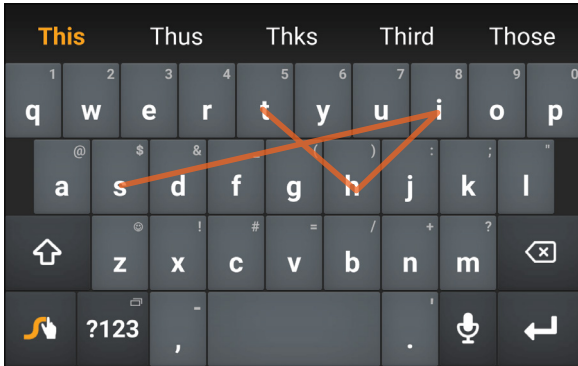 This Thus Thks Third Those
1 2 3 4 5 6 7 8 9 0
q w e r t y u i o p
@ $ & _ ( ) : ; "
a s d f g h j k l
☺ ! # = / + ?
z x c v b n m
?123 , - . '